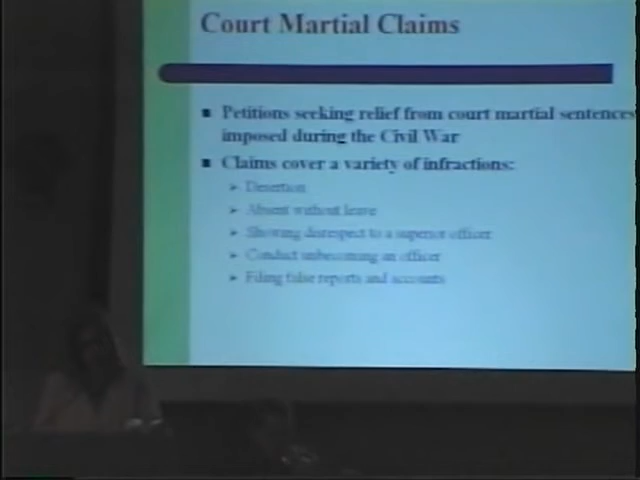 Court Martial Claims
Petitions seeking relief from court martial sentences
imposed during the Civil War
Claims cover a variety of infractions:
Desertion
Absent without leave
Showing disrespect to a superior officer
Conduct unbecoming an officer
Filing false reports and accounts